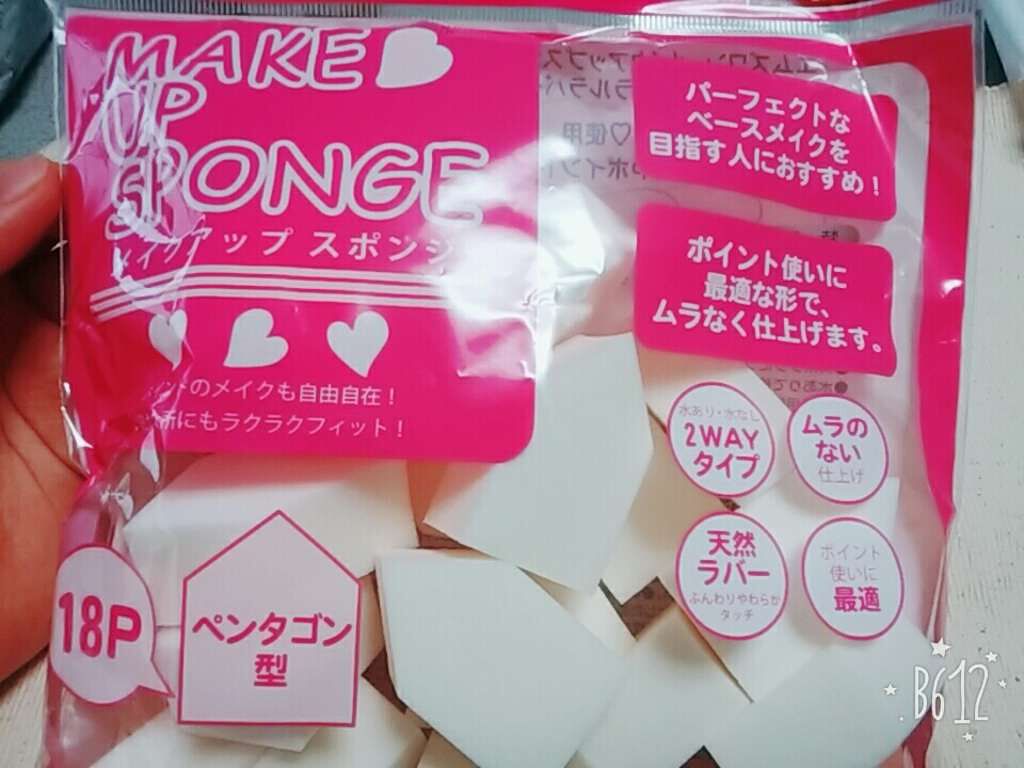 MAKE
UP
SPONGE
メイクアップ スポンジ
ントのメイクも自由自在!
にもラクラクフィット!
パーフェクトな
ベースメイクを
目指す人におすすめ!
ポイント使いに
最適な形で、
ムラなく仕上げます。
水あり・水なし
2WAY
タイプ
ムラの
ない
仕上げ
天然
ラバー
ふんわりやわらか
タッチ
ポイント
使いに
最適
18P
ペンタゴン
型
B612